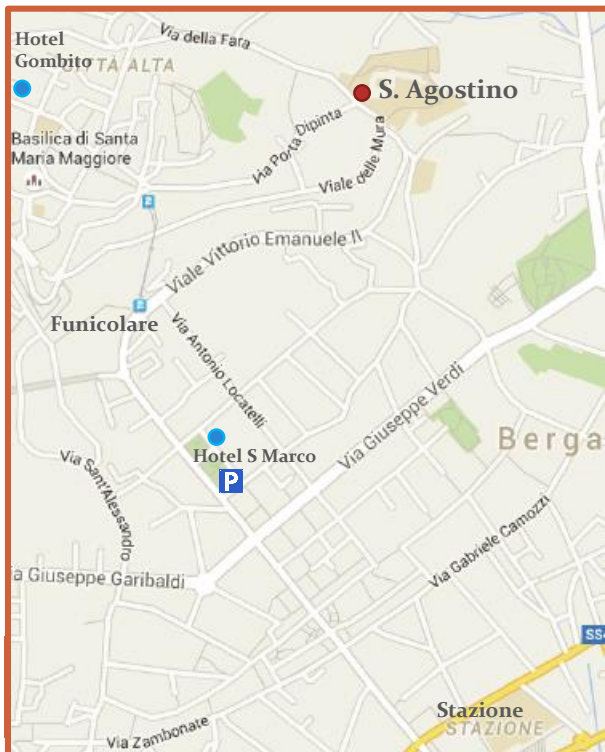 Via della Fara
Hotel
Gombito
CITTÀ ALTA
S. Agostino
Via Porta Dipinta
Basilica di Santa
Maria Maggiore
Viale delle Mura
Viale Vittorio Emanuele II
Funicolare
Via Antonio Locatelli
Via Giuseppe Verdi
Hotel S Marco
Berga
P
Via Sant'Alessandro
Via Gabriele Camozzi
a Giuseppe Garibaldi
SS4
Stazione
STAZIONE
Via Zambonate